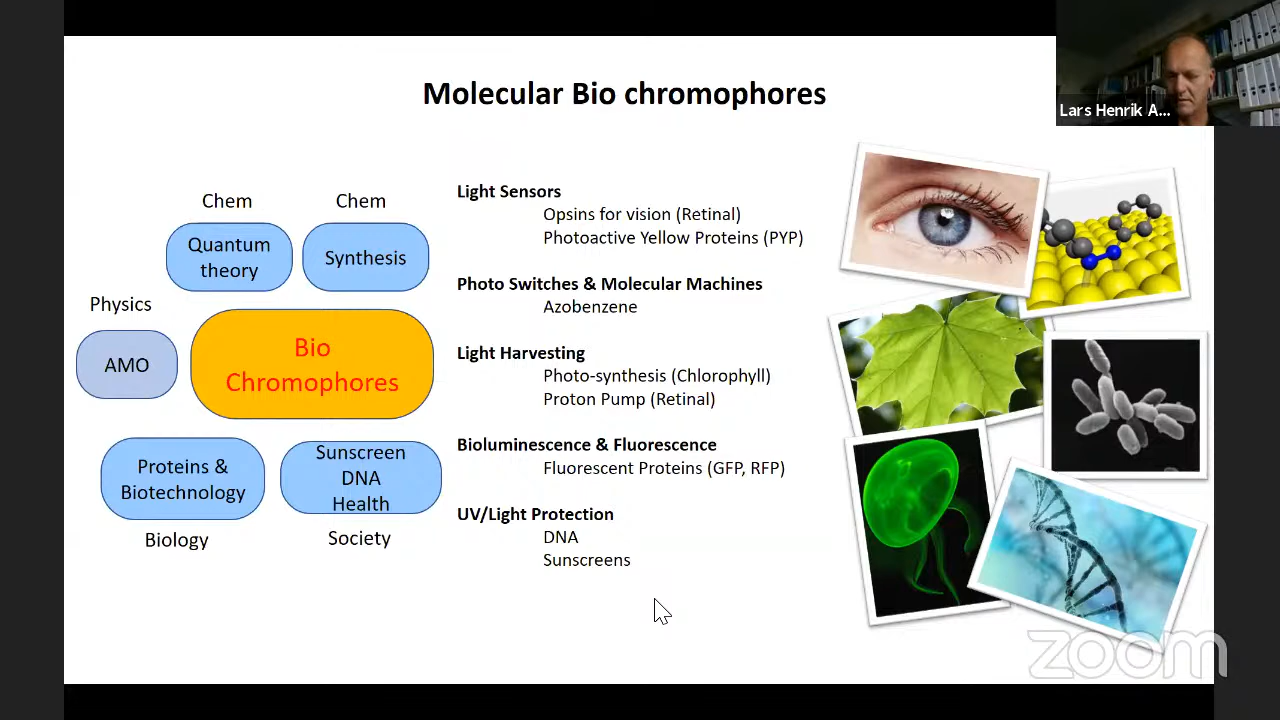 Molecular Bio chromophores
Lars Henrik A...
Chem
Chem
Quantum
theory
Synthesis
Physics
AMO
Bio
Chromophores
Proteins &
Biotechnology
Sunscreen
DNA
Health
Biology
Society
Light Sensors
Opsins for vision (Retinal)
Photoactive Yellow Proteins (PYP)
Photo Switches & Molecular Machines
Azobenzene
Light Harvesting
Photo-synthesis (Chlorophyll)
Proton Pump (Retinal)
Bioluminescence & Fluorescence
Fluorescent Proteins (GFP, RFP)
UV/Light Protection
DNA
Sunscreens
zoom